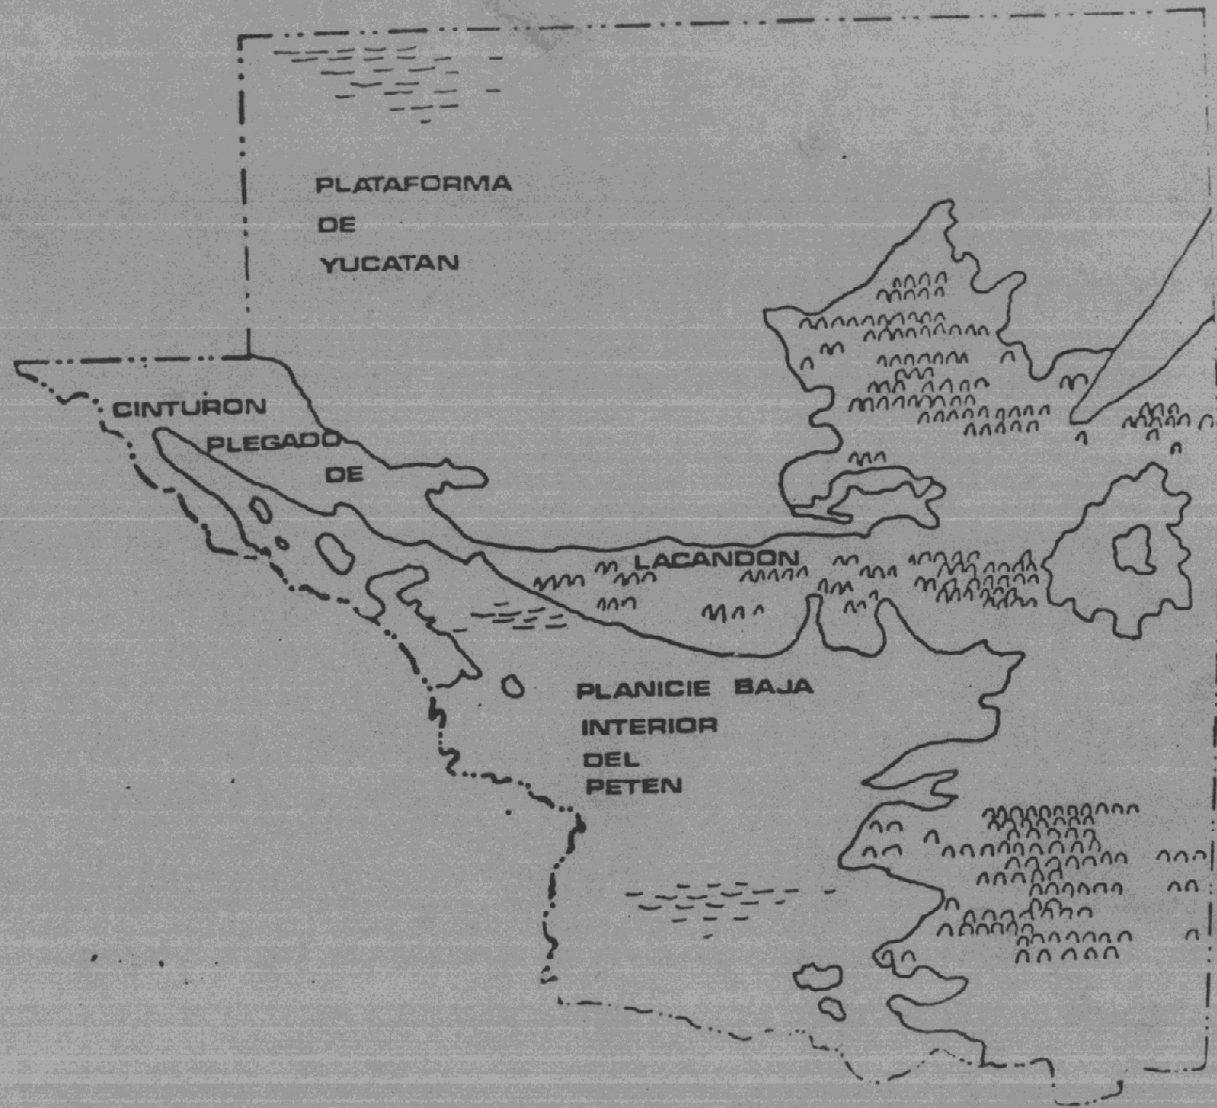 PLATAFORMA
DE
YUCATAN
CINTURON
PLEGADO
DE
LACANDON
PLANICIE BAJA
INTERIOR
DEL
PETEN